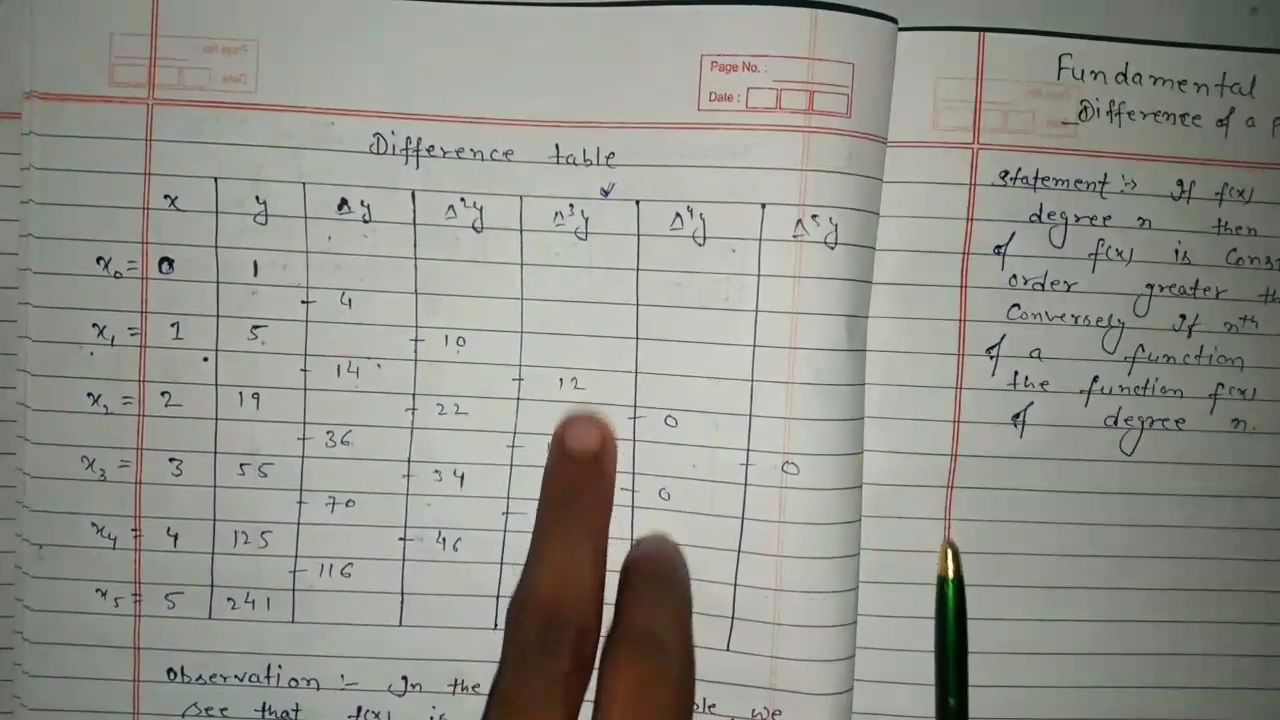 Page No. :
Date :
Difference table
x y Δy Δ²y Δ³y Δ⁴y Δ⁵y
x₀ = 0 1
4
x₁ = 1 5
10
14
12
x₂ = 2 19
22
0
36
x₃ = 3 55
34
0
0
70
x₄ = 4 125
46
116
x₅ = 5 241
Observation :- In the
see that f(x) is we
Fundamental
Difference of a
Statement :- If f(x)
degree n then
of f(x) is
order greater
Conversely If nth
of a function
the function f(x)
of degree n.